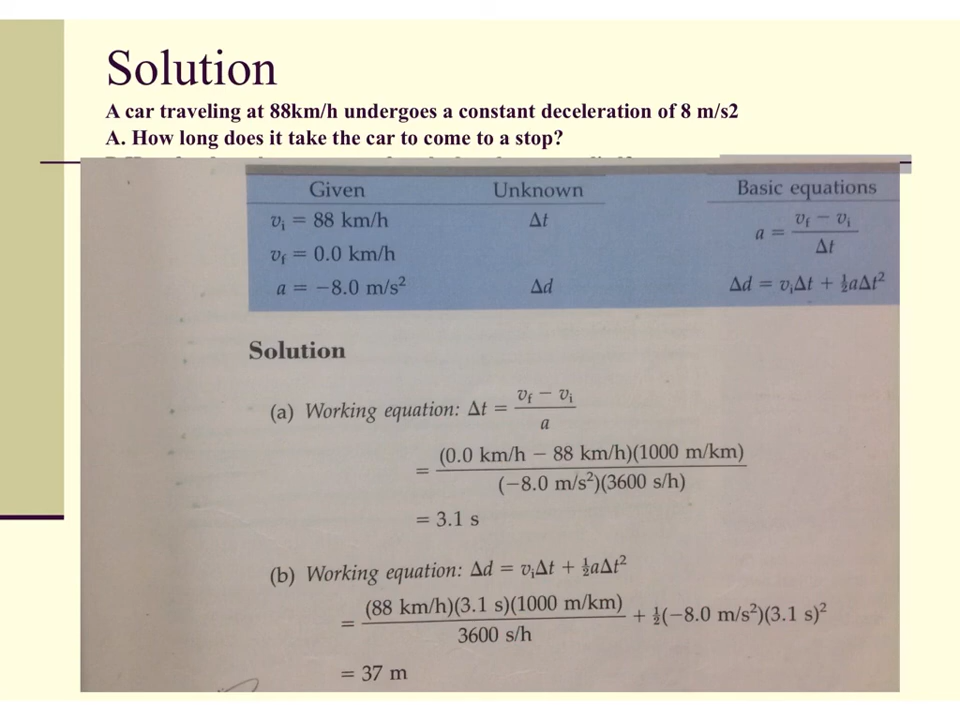 Solution
A car traveling at 88km/h undergoes a constant deceleration of 8 m/s2
A. How long does it take the car to come to a stop?
Given Unknown Basic equations
vᵢ = 88 km/h Δt a = (v_f − vᵢ)/Δt
v_f = 0.0 km/h
a = −8.0 m/s² Δd Δd = vᵢΔt + ½aΔt²
Solution
(a) Working equation: Δt = (v_f − vᵢ)/a
= (0.0 km/h − 88 km/h)(1000 m/km)
(−8.0 m/s²)(3600 s/h)
= 3.1 s
(b) Working equation: Δd = vᵢΔt + ½aΔt²
= (88 km/h)(3.1 s)(1000 m/km) + ½(−8.0 m/s²)(3.1 s)²
3600 s/h
= 37 m